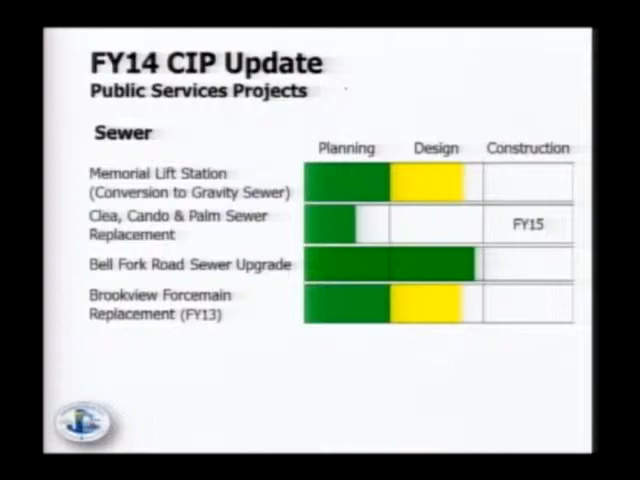 FY14 CIP Update
Public Services Projects
Sewer
Planning Design Construction
Memorial Lift Station
(Conversion to Gravity Sewer)
Clea, Cando & Palm Sewer
Replacement
FY15
Bell Fork Road Sewer Upgrade
Brookview Forcemain
Replacement (FY13)